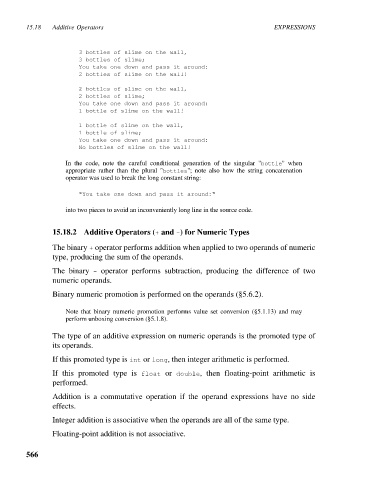 15.18 Additive Operators EXPRESSIONS
3 bottles of slime on the wall,
3 bottles of slime;
You take one down and pass it around:
2 bottles of slime on the wall!
2 bottles of slime on the wall,
2 bottles of slime;
You take one down and pass it around:
1 bottle of slime on the wall!
1 bottle of slime on the wall,
1 bottle of slime;
You take one down and pass it around:
No bottles of slime on the wall!
In the code, note the careful conditional generation of the singular "bottle" when
appropriate rather than the plural "bottles"; note also how the string concatenation
operator was used to break the long constant string:
"You take one down and pass it around:"
into two pieces to avoid an inconveniently long line in the source code.
15.18.2 Additive Operators (+ and -) for Numeric Types
The binary + operator performs addition when applied to two operands of numeric
type, producing the sum of the operands.
The binary - operator performs subtraction, producing the difference of two
numeric operands.
Binary numeric promotion is performed on the operands (§5.6.2).
Note that binary numeric promotion performs value set conversion (§5.1.13) and may
perform unboxing conversion (§5.1.8).
The type of an additive expression on numeric operands is the promoted type of
its operands.
If this promoted type is int or long, then integer arithmetic is performed.
If this promoted type is float or double, then floating-point arithmetic is
performed.
Addition is a commutative operation if the operand expressions have no side
effects.
Integer addition is associative when the operands are all of the same type.
Floating-point addition is not associative.
566